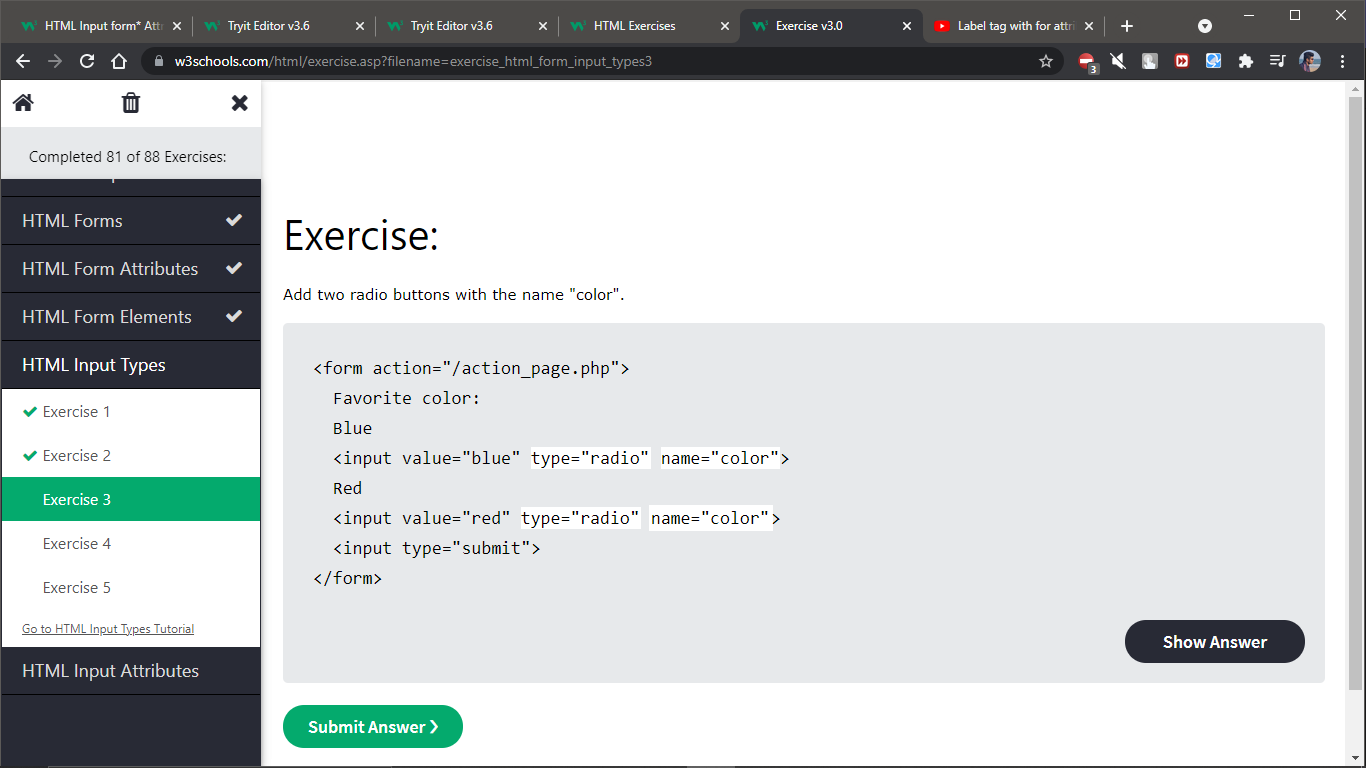 HTML Input form* Att
Tryit Editor v3.6
Tryit Editor v3.6
HTML Exercises
Exercise v3.0
Label tag with for attri
w3schools.com/html/exercise.asp?filename=exercise_html_form_input_types3
3
Completed 81 of 88 Exercises:
HTML Forms
HTML Form Attributes
HTML Form Elements
HTML Input Types
Exercise 1
Exercise 2
Exercise 3
Exercise 4
Exercise 5
Go to HTML Input Types Tutorial
HTML Input Attributes
Exercise:
Add two radio buttons with the name "color".
<form action="/action_page.php">
Favorite color:
Blue
<input value="blue" type="radio" name="color">
Red
<input value="red" type="radio" name="color">
<input type="submit">
</form>
Show Answer
Submit Answer ❯